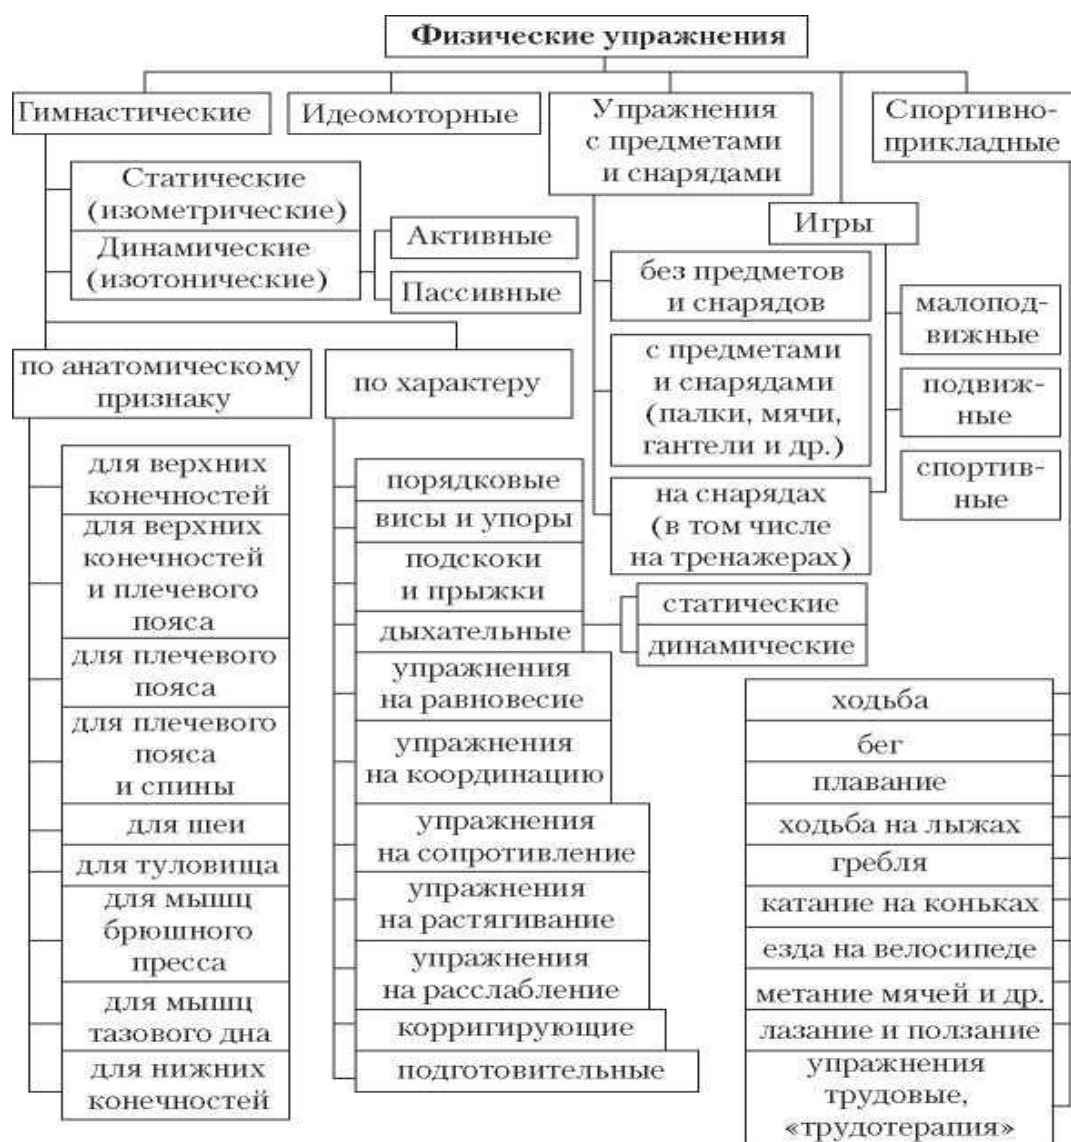 Физические упражнения
Гимнастические
Идеомоторные
Упражнения
с предметами
и снарядами
Спортивно-
прикладные
Игры
Статические
(изометрические)
Динамические
(изотонические)
Активные
Пассивные
без предметов
и снарядов
с предметами
и снарядами
(палки, мячи,
гантели и др.)
на снарядах
(в том числе
на тренажерах)
малопод-
вижные
подвиж-
ные
спортив-
ные
по анатомическому
признаку
по характеру
для верхних
конечностей
для верхних
конечностей
и плечевого
пояса
для плечевого
пояса
для плечевого
пояса
и спины
для шеи
для туловища
для мышц
брюшного
пресса
для мышц
тазового дна
для нижних
конечностей
порядковые
висы и упоры
подскоки
и прыжки
дыхательные
статические
динамические
упражнения
на равновесие
упражнения
на координацию
упражнения
на сопротивление
упражнения
на растягивание
упражнения
на расслабление
корригирующие
подготовительные
ходьба
бег
плавание
ходьба на лыжах
гребля
катание на коньках
езда на велосипеде
метание мячей и др.
лазание и ползание
упражнения
трудовые,
«трудотерапия»